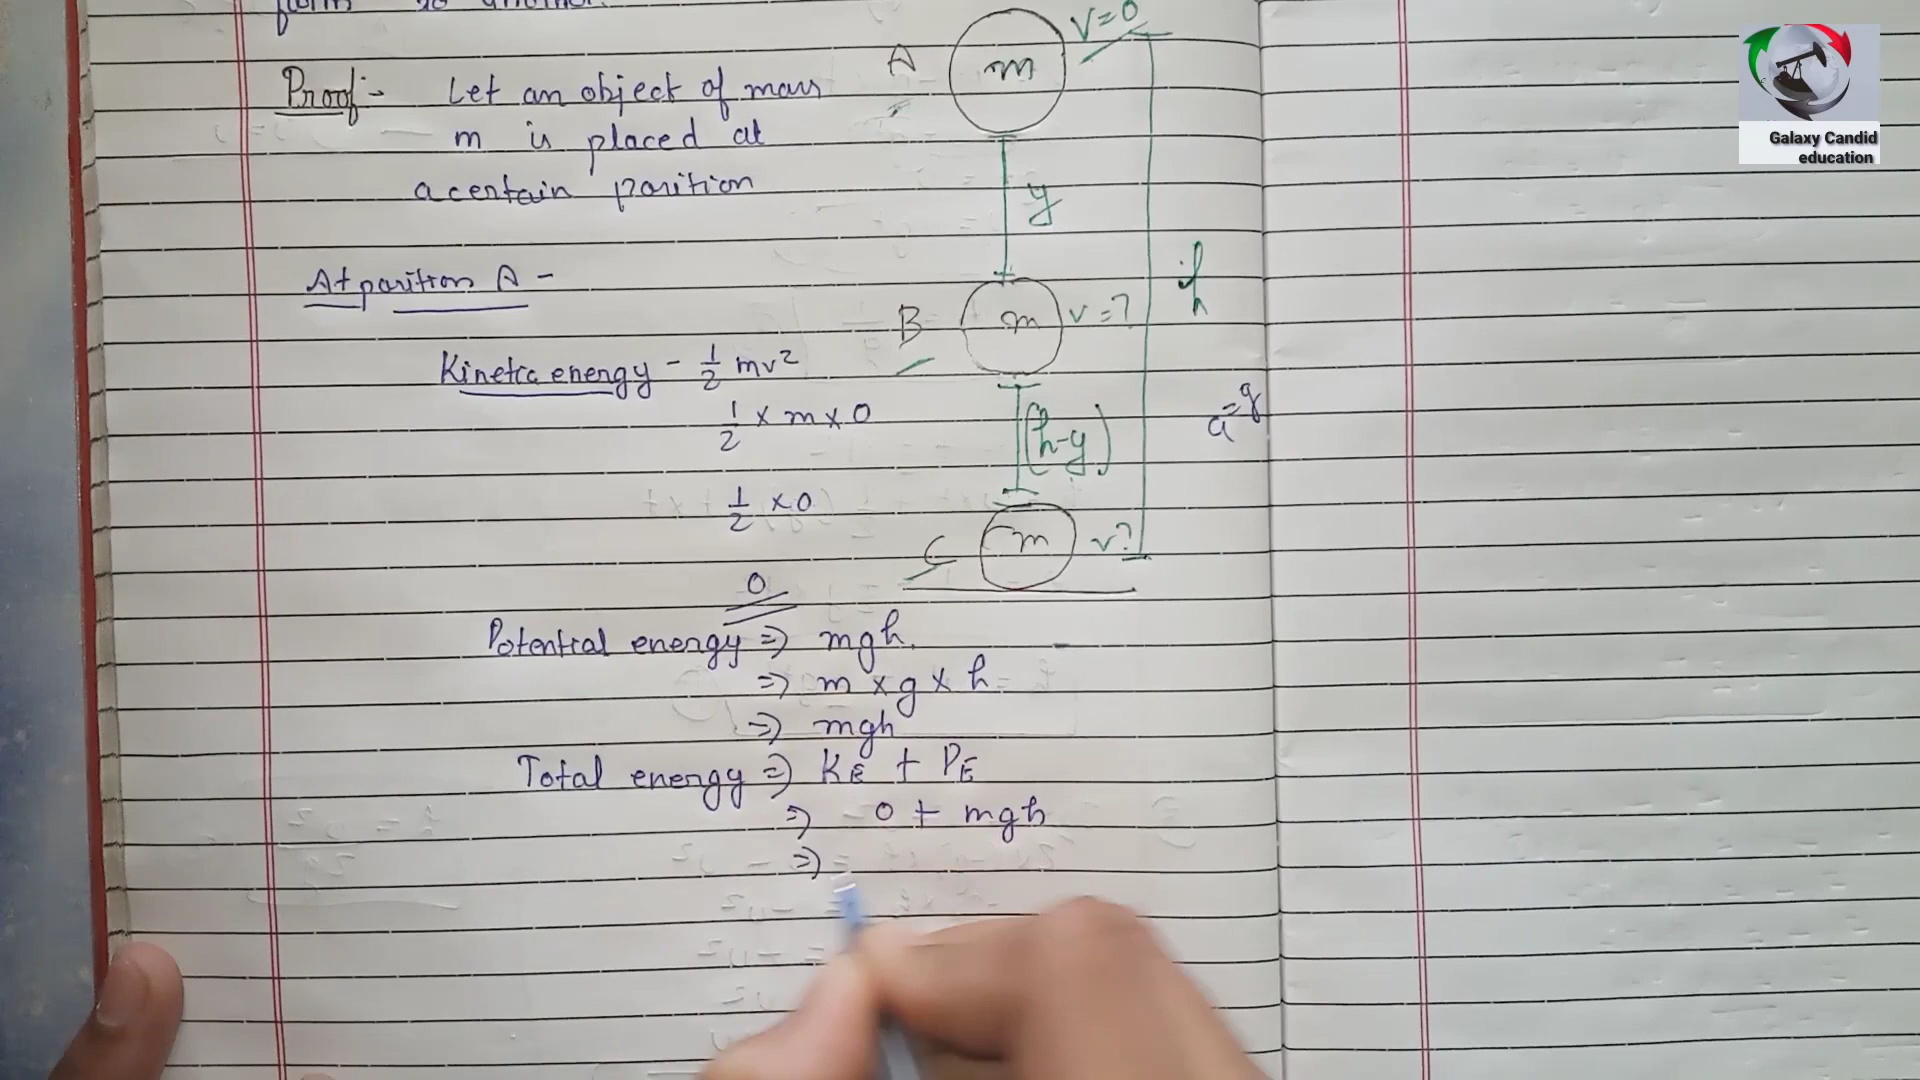 Proof:- Let an object of mass
m is placed at
a certain position
At position A -
Kinetic energy - 1/2 mv²
1/2 × m × 0
1/2 × 0
0
Potential energy ⇒ mgh.
⇒ m × g × h
⇒ mgh
Total energy ⇒ KE + PE
⇒ 0 + mgh
⇒
A
m
v=0
y
B
m
v=?
h
(h-y)
a=g
C
m
v?
Galaxy Candid
education